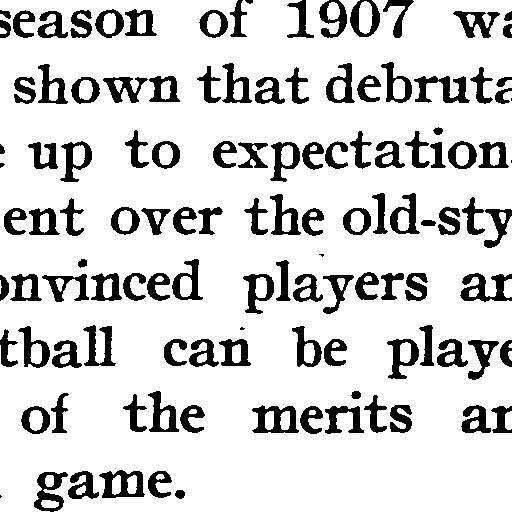 season of 1907 wa
shown that debruta
e up to expectation
ent over the old-sty
onvinced players an
tball can be playe
of the merits an
game.